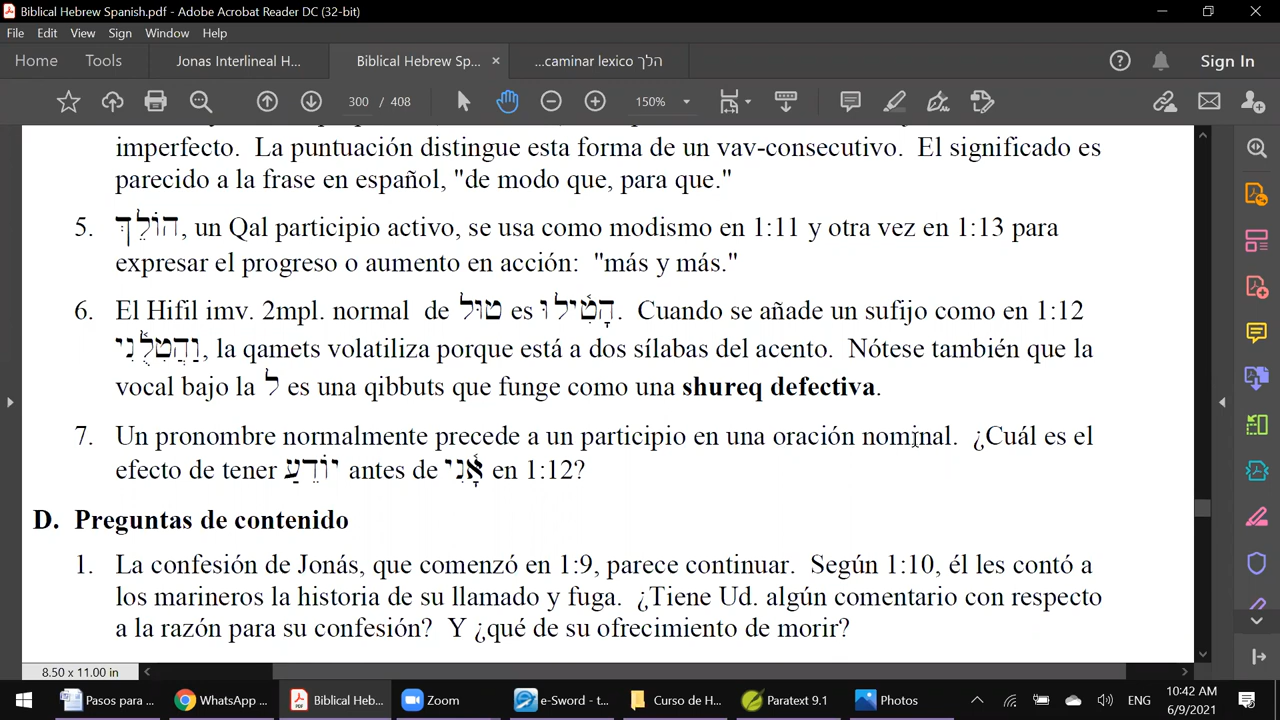 Biblical Hebrew Spanish.pdf - Adobe Acrobat Reader DC (32-bit)
File Edit View Sign Window Help
Home Tools Jonas Interlineal H... Biblical Hebrew Sp... × ...caminar lexico הלך Sign In
300 / 408 150%
imperfecto. La puntuación distingue esta forma de un vav-consecutivo. El significado es
parecido a la frase en español, "de modo que, para que."
5. הוֹלֵךְ, un Qal participio activo, se usa como modismo en 1:11 y otra vez en 1:13 para
expresar el progreso o aumento en acción: "más y más."
6. El Hifil imv. 2mpl. normal de טוּל es הָטִ֫ילוּ. Cuando se añade un sufijo como en 1:12
וַהֲטִלֻ֫נִי, la qamets volatiliza porque está a dos sílabas del acento. Nótese también que la
vocal bajo la ל es una qibbuts que funge como una shureq defectiva.
7. Un pronombre normalmente precede a un participio en una oración nominal. ¿Cuál es el
efecto de tener יוֹדֵעַ antes de אָ֫נִי en 1:12?
D. Preguntas de contenido
1. La confesión de Jonás, que comenzó en 1:9, parece continuar. Según 1:10, él les contó a
los marineros la historia de su llamado y fuga. ¿Tiene Ud. algún comentario con respecto
a la razón para su confesión? Y ¿qué de su ofrecimiento de morir?
8.50 x 11.00 in
Pasos para ... WhatsApp ... Biblical Heb... Zoom e-Sword - t... Curso de H... Paratext 9.1 Photos ENG 10:42 AM
6/9/2021